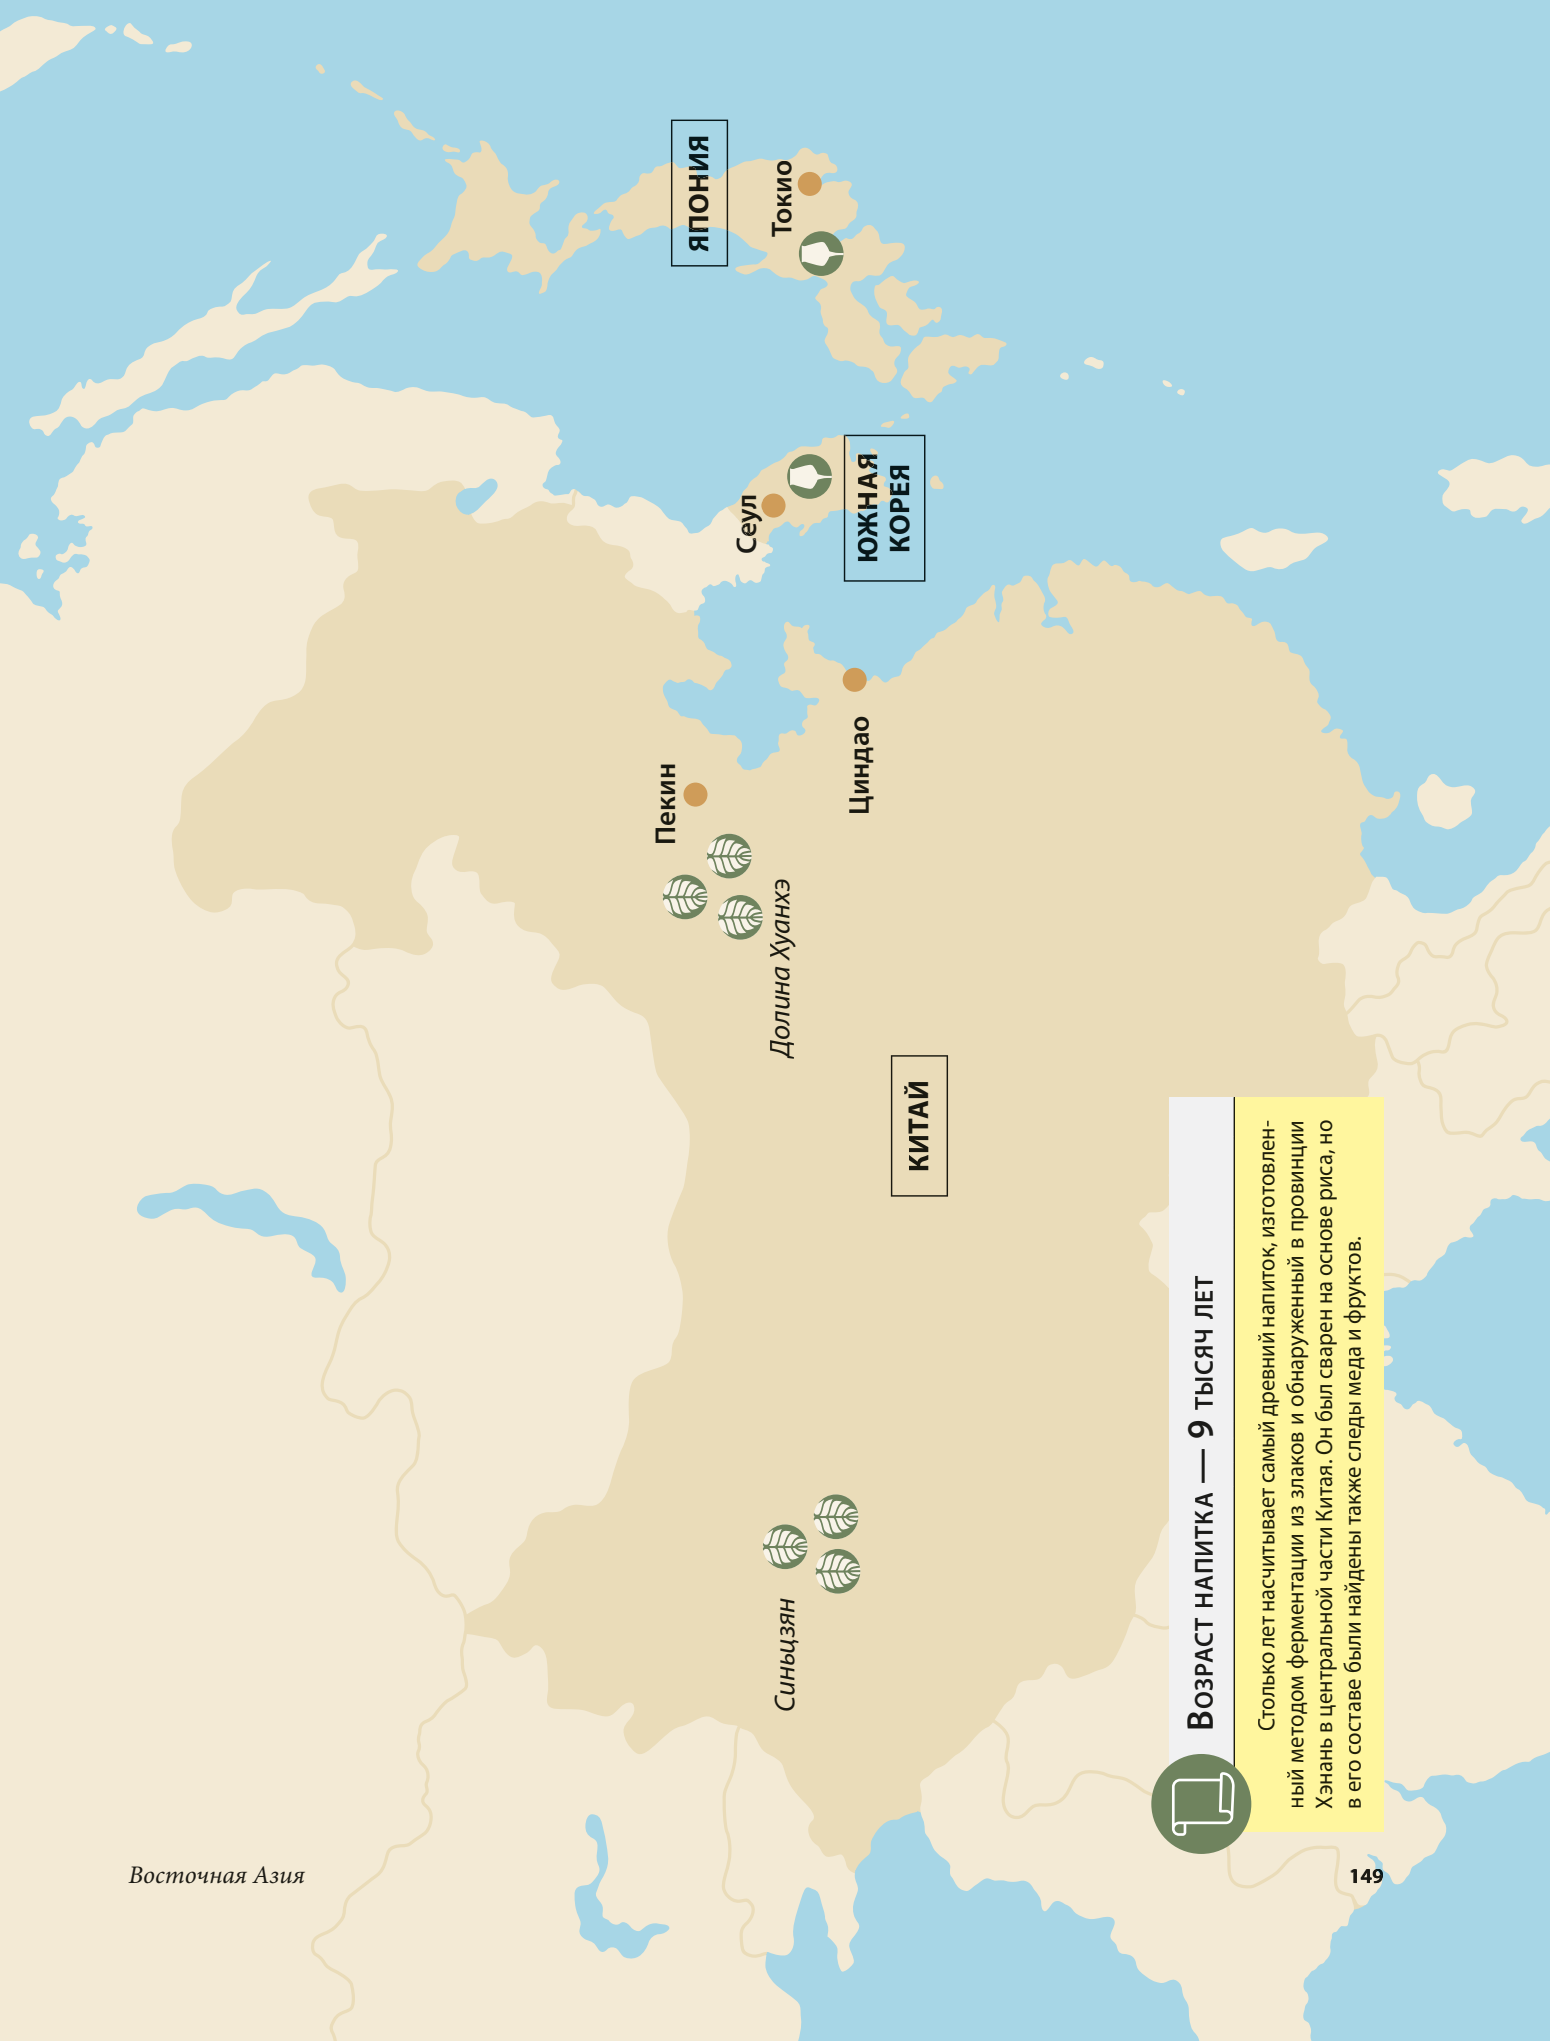 ЯПОНИЯ
Токио
Сеул
ЮЖНАЯ
КОРЕЯ
Пекин
Циндао
Долина Хуанхэ
КИТАЙ
Синьцзян
Возраст напитка — 9 тысяч лет
Столько лет насчитывает самый древний напиток, изготовлен-
ный методом ферментации из злаков и обнаруженный в провинции
Хэнань в центральной части Китая. Он был сварен на основе риса, но
в его составе были найдены также следы меда и фруктов.
Восточная Азия
149